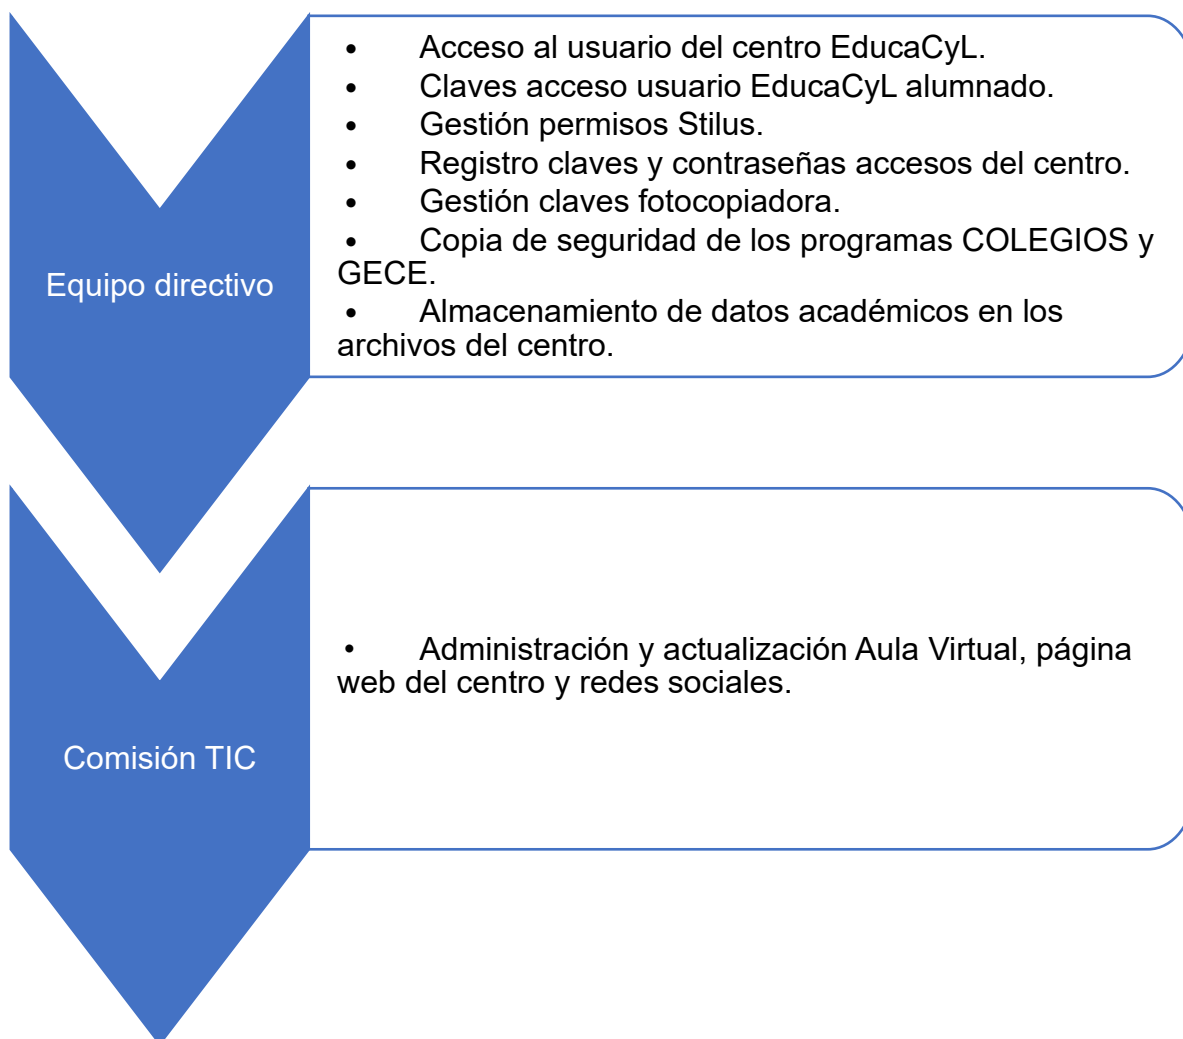 • Acceso al usuario del centro EducaCyL.
• Claves acceso usuario EducaCyL alumnado.
• Gestión permisos Stilus.
• Registro claves y contraseñas accesos del centro.
• Gestión claves fotocopiadora.
• Copia de seguridad de los programas COLEGIOS y
GECE.
• Almacenamiento de datos académicos en los
archivos del centro.
Equipo directivo
• Administración y actualización Aula Virtual, página
web del centro y redes sociales.
Comisión TIC